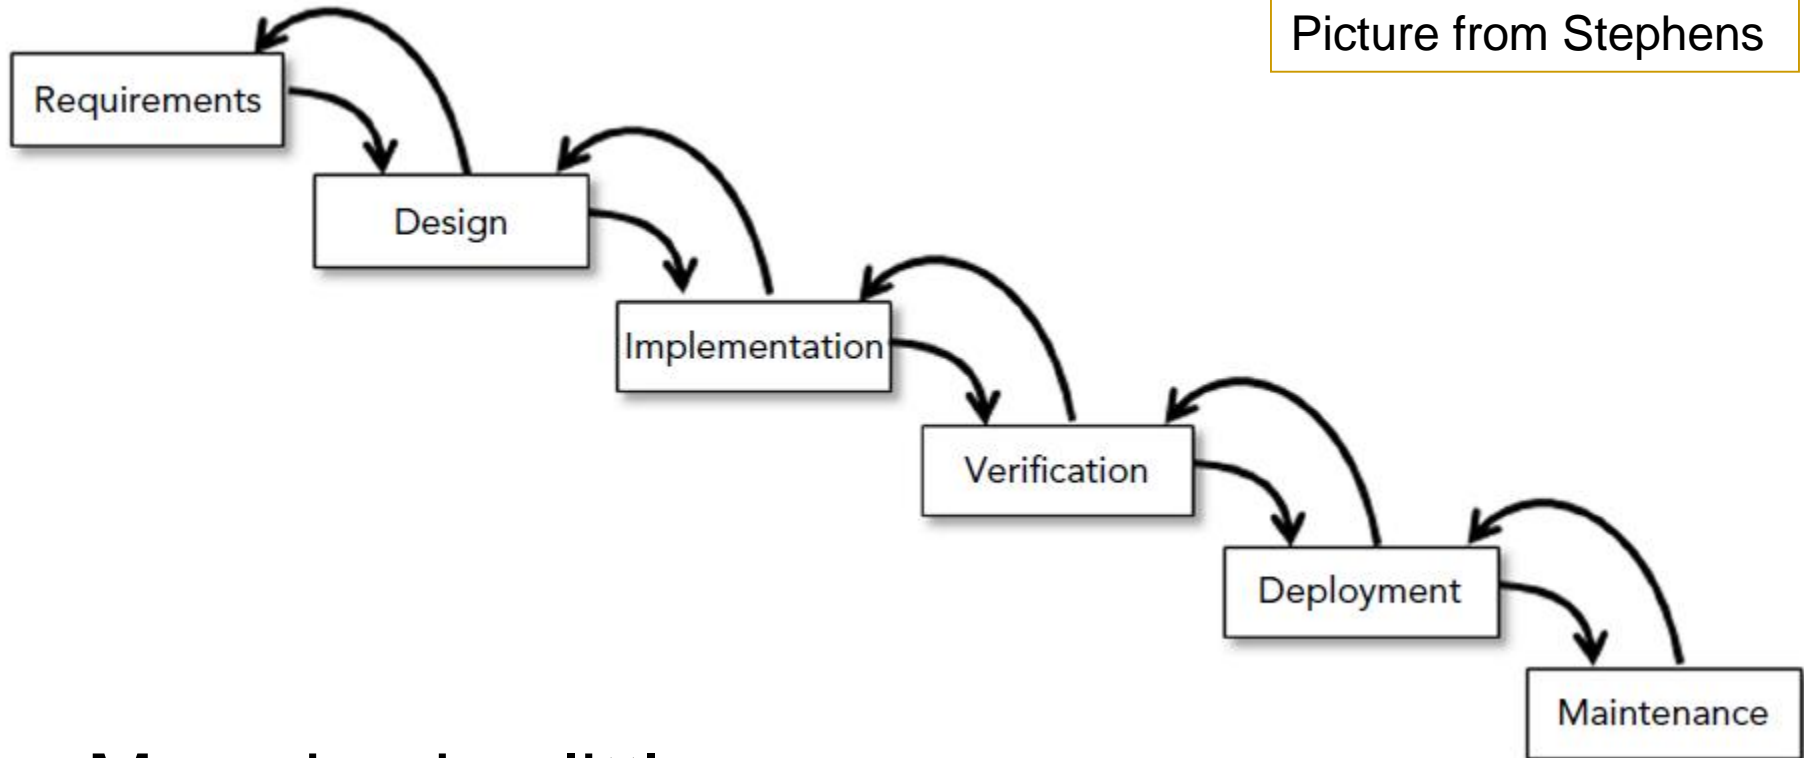 Picture from Stephens
Requirements
Design
Implementation
Verification
Deployment
Maintenance